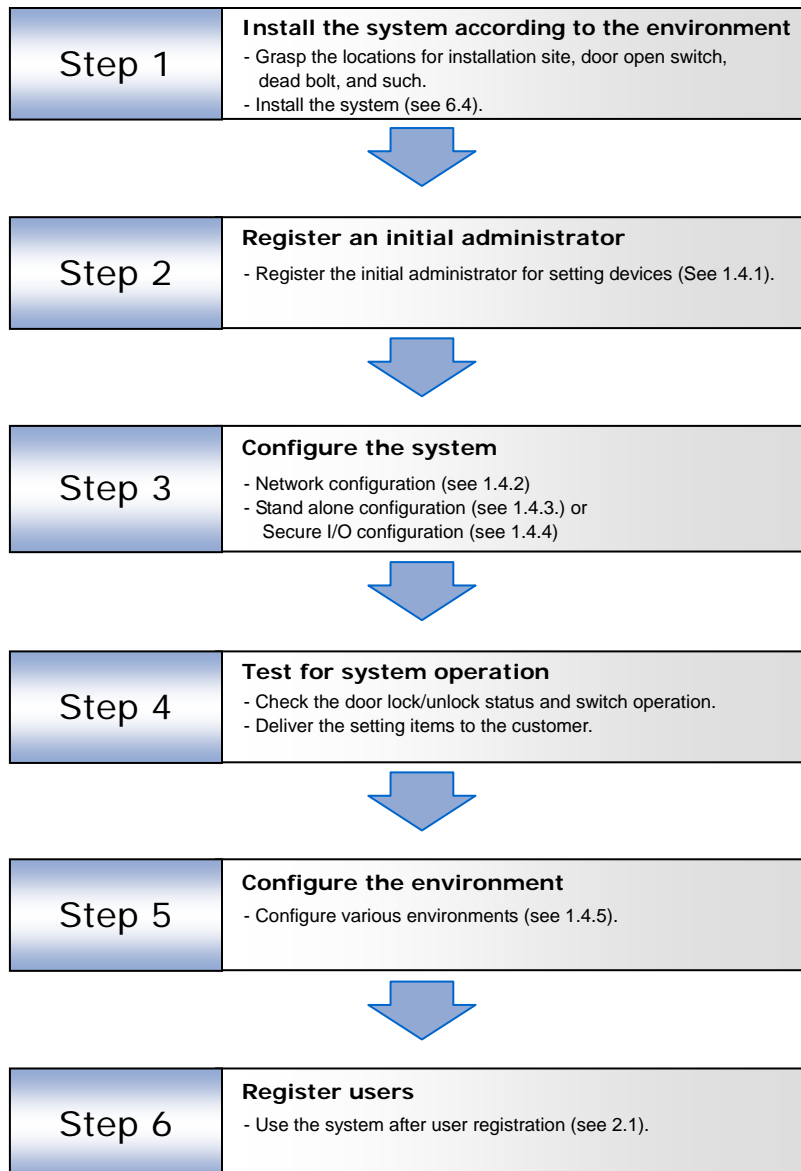 Step 1
Install the system according to the environment
- Grasp the locations for installation site, door open switch,
dead bolt, and such.
- Install the system (see 6.4).
Step 2
Register an initial administrator
- Register the initial administrator for setting devices (See 1.4.1).
Step 3
Configure the system
- Network configuration (see 1.4.2)
- Stand alone configuration (see 1.4.3.) or
Secure I/O configuration (see 1.4.4)
Step 4
Test for system operation
- Check the door lock/unlock status and switch operation.
- Deliver the setting items to the customer.
Step 5
Configure the environment
- Configure various environments (see 1.4.5).
Step 6
Register users
- Use the system after user registration (see 2.1).